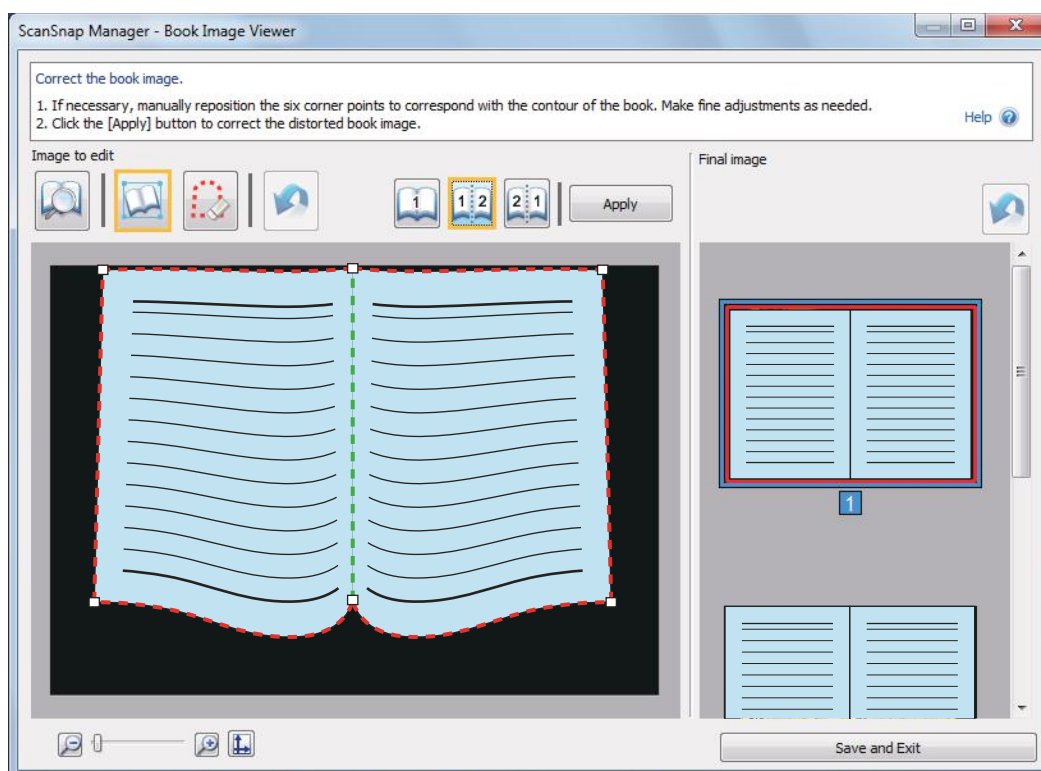 ScanSnap Manager - Book Image Viewer
Correct the book image.
1. If necessary, manually reposition the six corner points to correspond with the contour of the book. Make fine adjustments as needed.
2. Click the [Apply] button to correct the distorted book image.
Help
Image to edit
1
1 2
2 1
Apply
Final image
1
Save and Exit